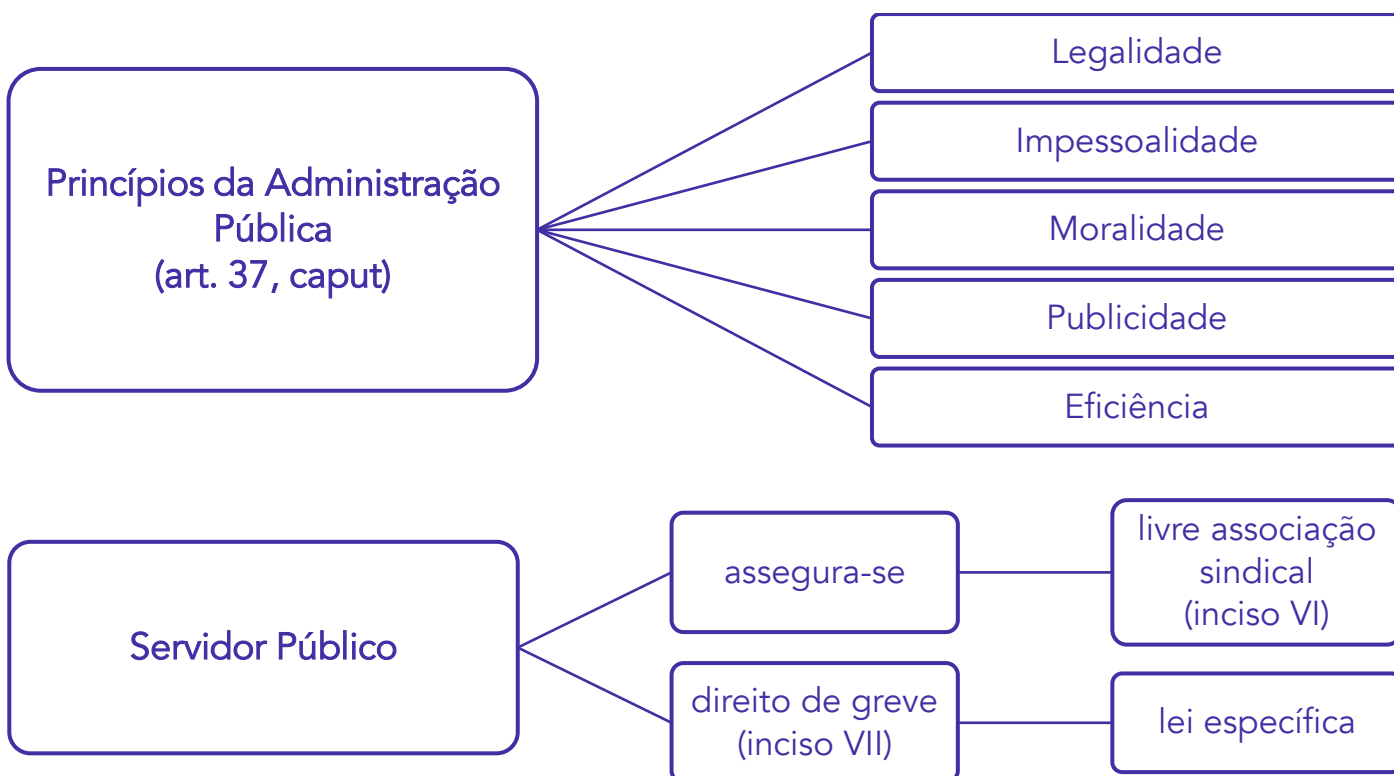 Princípios da Administração
Pública
(art. 37, caput)
Legalidade
Impessoalidade
Moralidade
Publicidade
Eficiência
Servidor Público
assegura-se
livre associação
sindical
(inciso VI)
direito de greve
(inciso VII)
lei específica